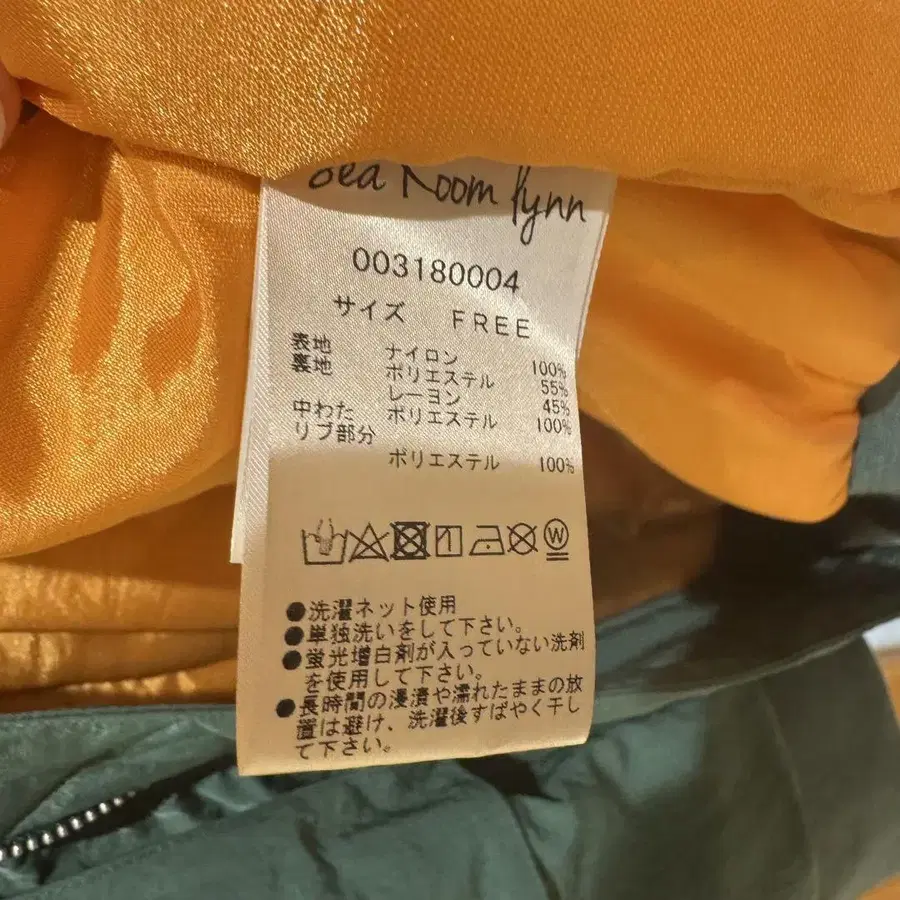 Sea Room lynn
003180004
サイズ FREE
表地 ナイロン 100%
裏地 ポリエステル 55%
レーヨン 45%
中わた ポリエステル 100%
リブ部分
ポリエステル 100%
W
●洗濯ネット使用
●単独洗いをして下さい。
●蛍光増白剤が入っていない洗剤
を使用して下さい。
●長時間の浸漬や濡れたままの放
置は避け、洗濯後すばやく干し
て下さい。